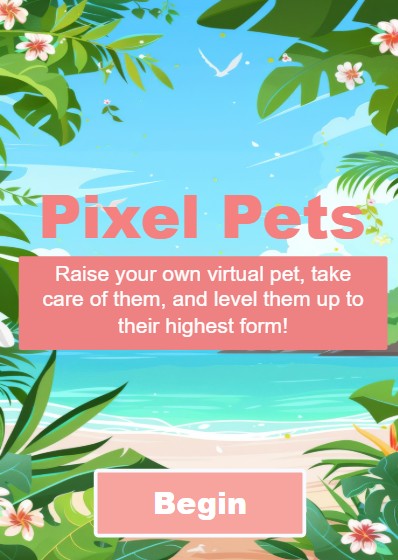 Pixel Pets
Raise your own virtual pet, take
care of them, and level them up to
their highest form!
Begin